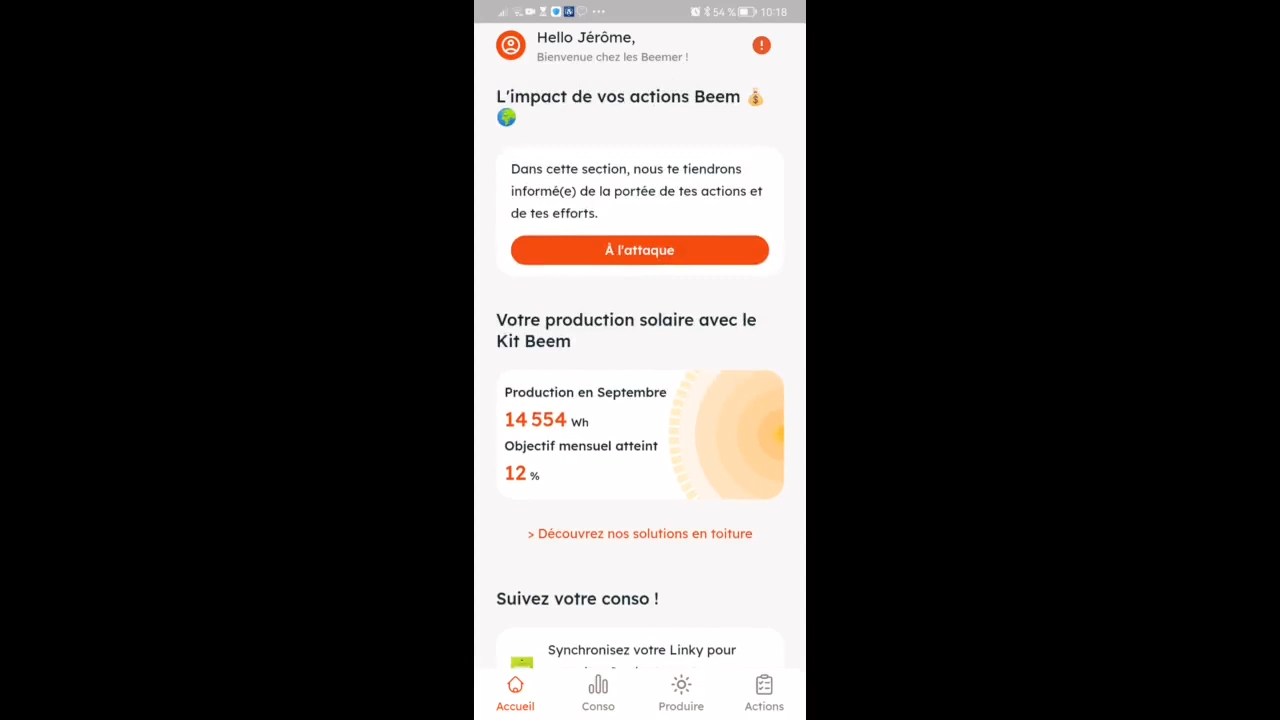 54 % 10:18
Hello Jérôme,
Bienvenue chez les Beemer !
L'impact de vos actions Beem
Dans cette section, nous te tiendrons
informé(e) de la portée de tes actions et
de tes efforts.
À l'attaque
Votre production solaire avec le
Kit Beem
Production en Septembre
14 554 Wh
Objectif mensuel atteint
12 %
> Découvrez nos solutions en toiture
Suivez votre conso !
Synchronisez votre Linky pour
Accueil
Conso
Produire
Actions